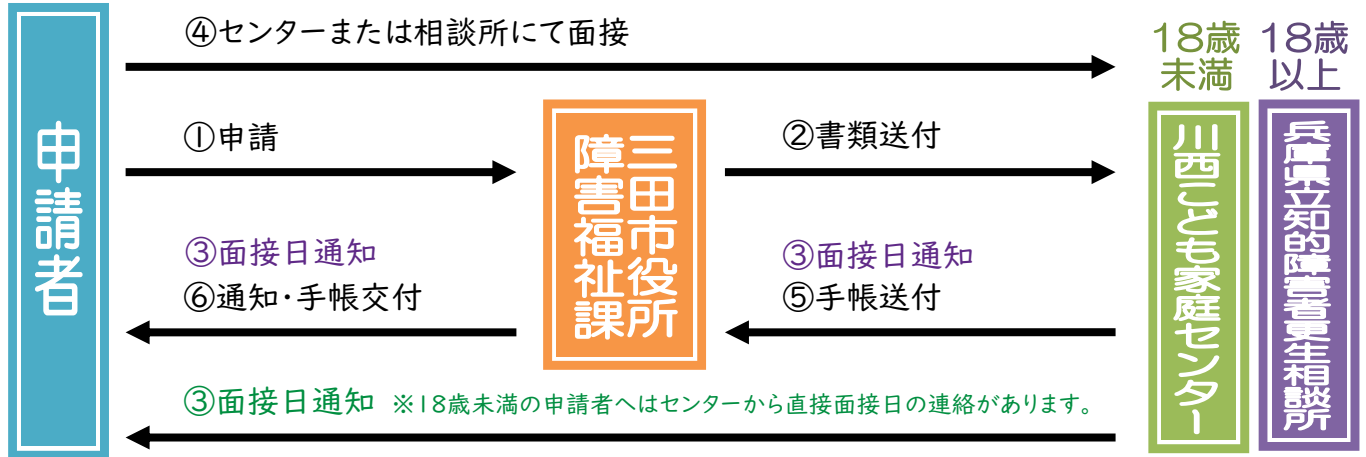 ④センターまたは相談所にて面接
18歳
未満
18歳
以上
申請者
①申請
②書類送付
三田市役所
障害福祉課
川西こども家庭センター
兵庫県立知的障害者更生相談所
③面接日通知
⑥通知・手帳交付
③面接日通知
⑤手帳送付
③面接日通知 ※18歳未満の申請者へはセンターから直接面接日の連絡があります。